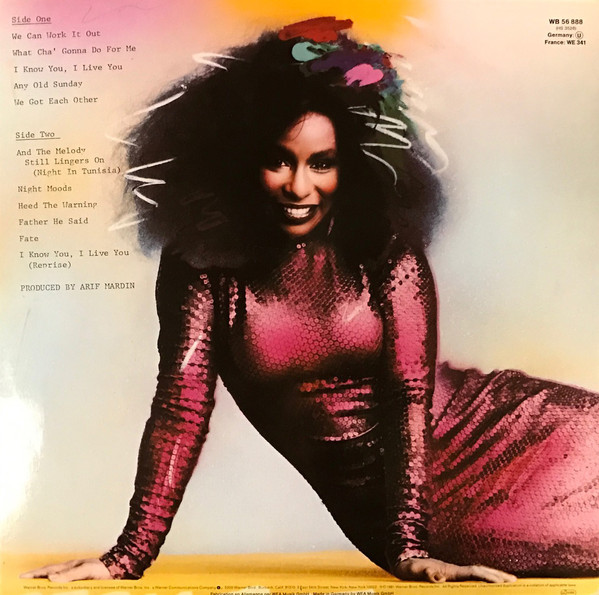 Side One
We Can Work It Out
What Cha' Gonna Do For Me
I Know You, I Live You
Any Old Sunday
We Got Each Other
Side Two
And The Melody
Still Lingers On
(Night In Tunisia)
Night Moods
Heed The Warning
Father He Said
Fate
I Know You, I Live You
(Reprise)
PRODUCED BY ARIF MARDIN
WB 56 888
Germany: U
France: WE 341